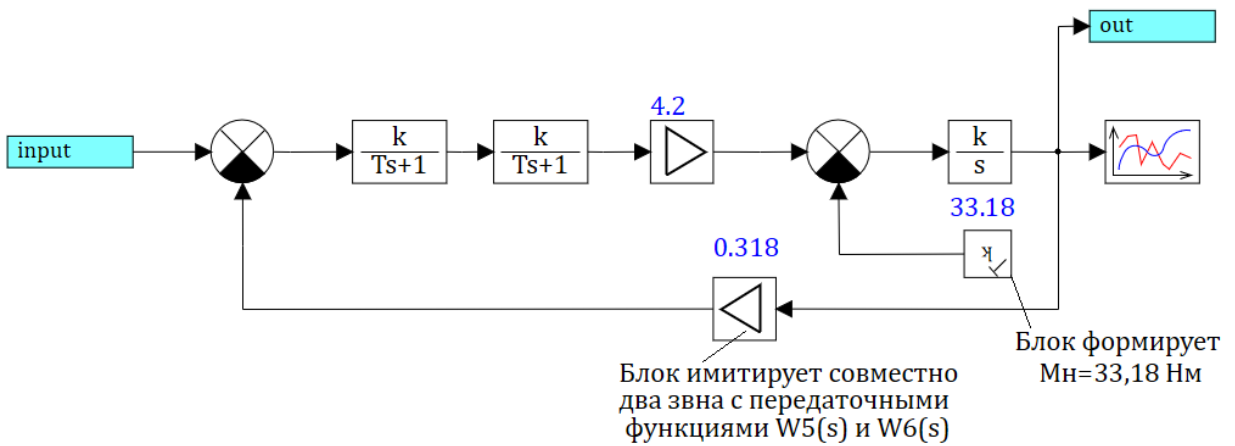 out
4.2
input
k
Ts+1
k
Ts+1
k
s
33.18
0.318
k
Блок формирует
Мн=33,18 Нм
Блок имитирует совместно
два звна с передаточными
функциями W5(s) и W6(s)